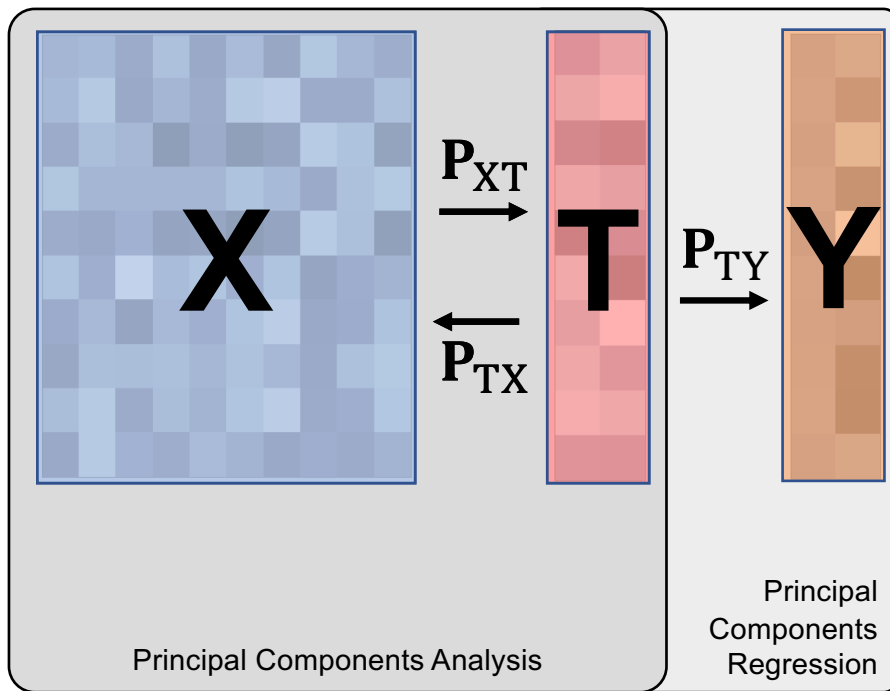 X
P_XT
P_TX
T
P_TY
Y
Principal Components Analysis
Principal
Components
Regression